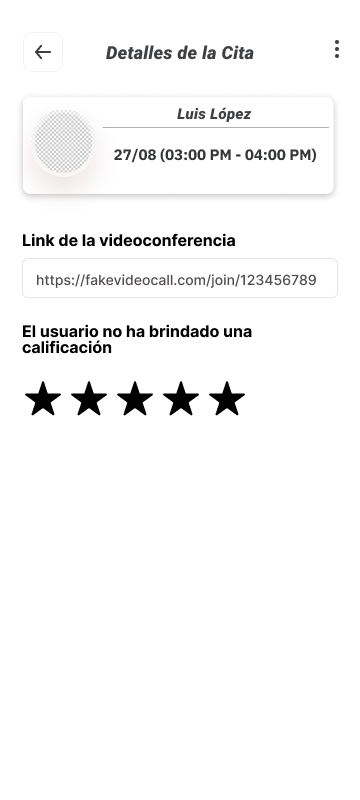 Detalles de la Cita
Luis López
27/08 (03:00 PM - 04:00 PM)
Link de la videoconferencia
https://fakevideocall.com/join/123456789
El usuario no ha brindado una
calificación